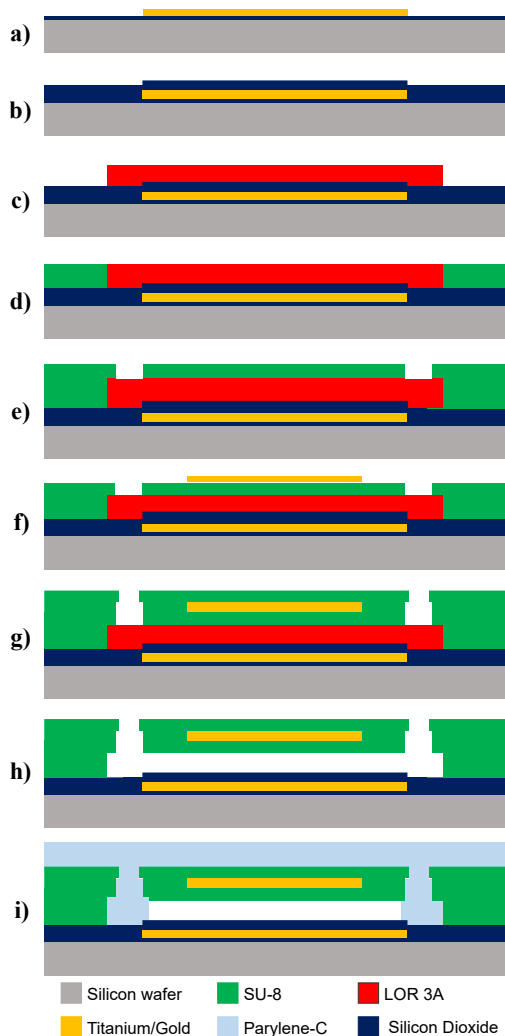 a)
b)
c)
d)
e)
f)
g)
h)
i)
Silicon wafer SU-8 LOR 3A
Titanium/Gold Parylene-C Silicon Dioxide